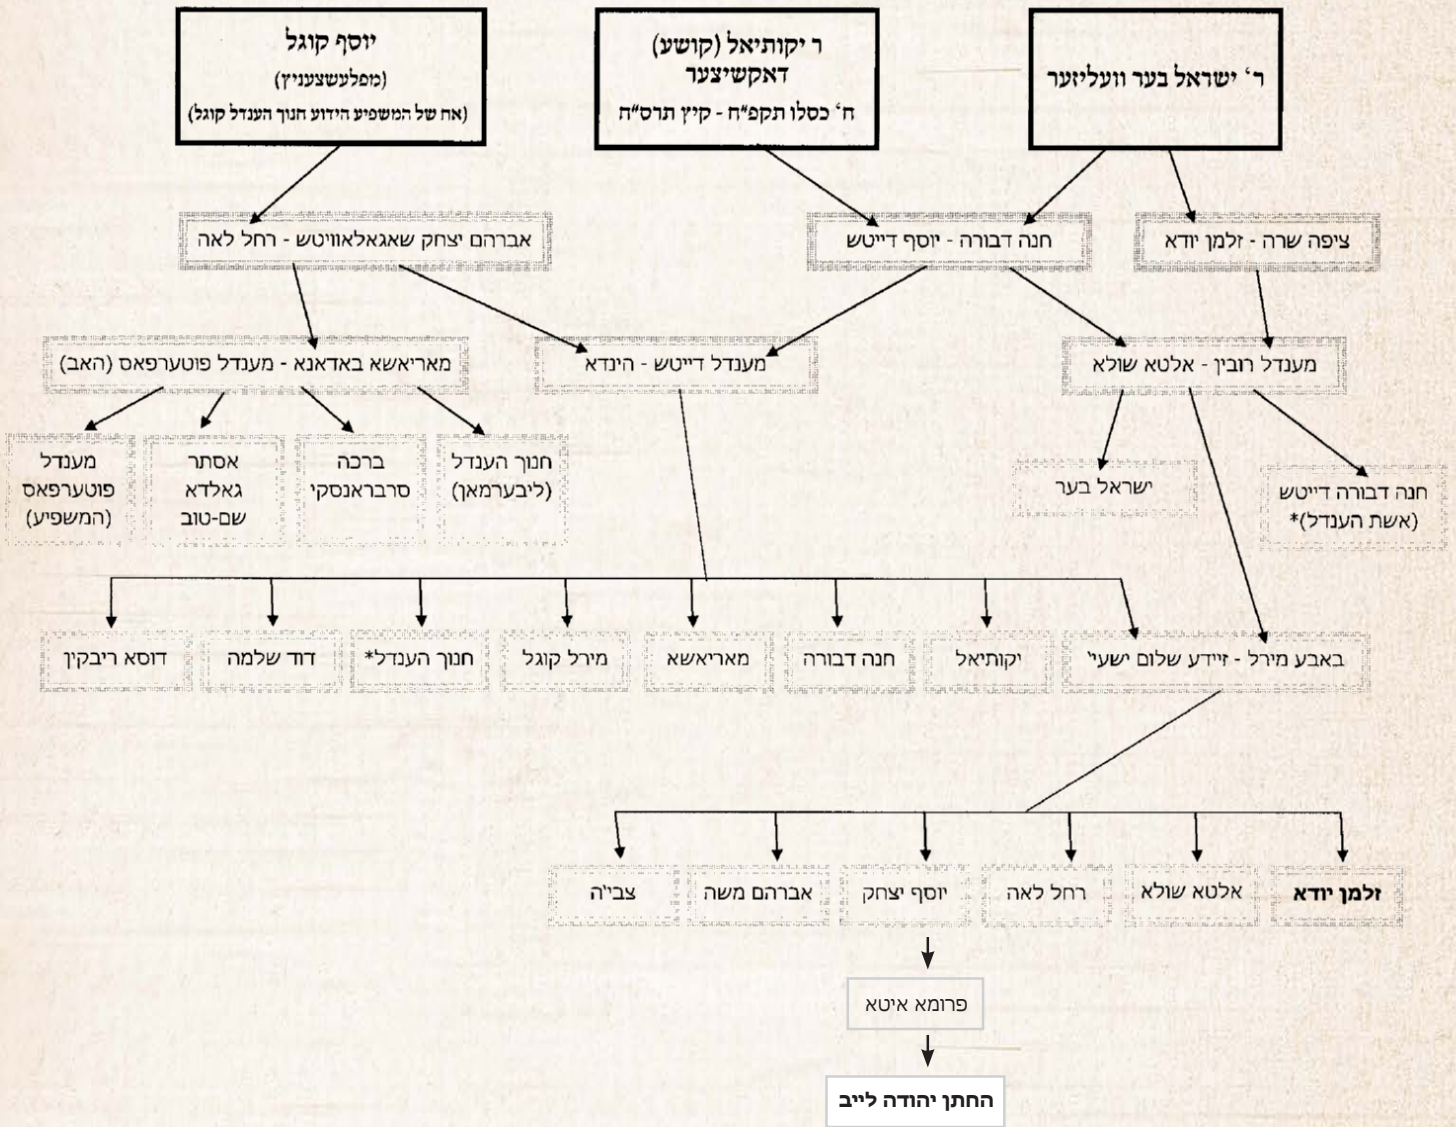 ר׳ ישראל בער וועליזער
ר יקותיאל (קושע)
דאקשיצער
ח׳ כסלו תקפ״ח - קיץ תרס״ח
יוסף קוגל
(מפלעשצעניץ)
(אח של המשפיע הידוע חנוך הענדל קוגל)
ציפה שרה - זלמן יודא
חנה דבורה - יוסף דייטש
אברהם יצחק שאגאלאוויטש - רחל לאה
מענדל רובין - אלטא שולא
מענדל דייטש - הינדא
מאריאשא באדאנא - מענדל פוטערפאס (האב)
חנה דבורה דייטש
(אשת הענדל)*
ישראל בער
חנוך הענדל
(ליבערמאן)
ברכה
סרבראנסקי
אסתר
גאלדא
שם-טוב
מענדל
פוטערפאס
(המשפיע)
באבע מירל - זיידע שלום ישעי'
יקותיאל
חנה דבורה
מאריאשא
מירל קוגל
חנוך הענדל*
דוד שלמה
דוסא ריבקין
זלמן יודא
אלטא שולא
רחל לאה
יוסף יצחק
אברהם משה
צבי'ה
פרומא איטא
החתן יהודה לייב